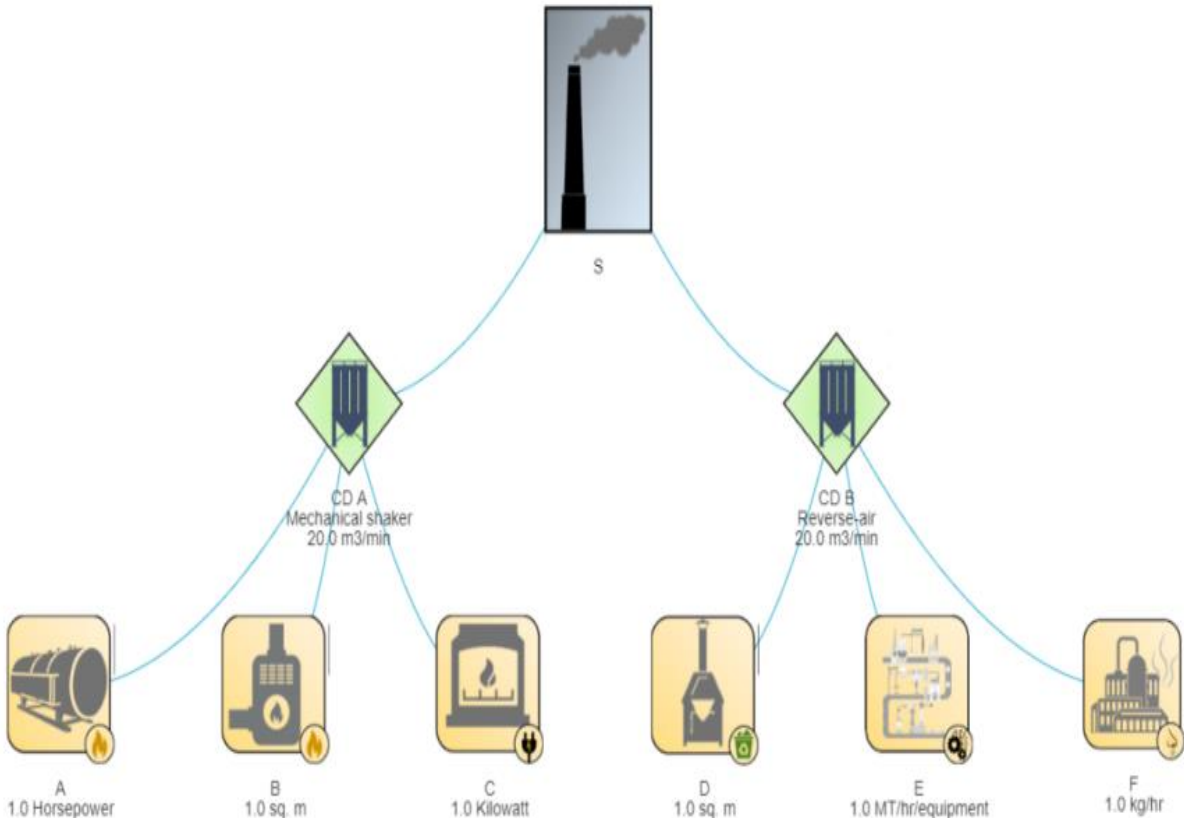 S
CD A
Mechanical shaker
20.0 m3/min
CD B
Reverse-air
20.0 m3/min
A
1.0 Horsepower
B
1.0 sq. m
C
1.0 Kilowatt
D
1.0 sq. m
E
1.0 MT/hr/equipment
F
1.0 kg/hr